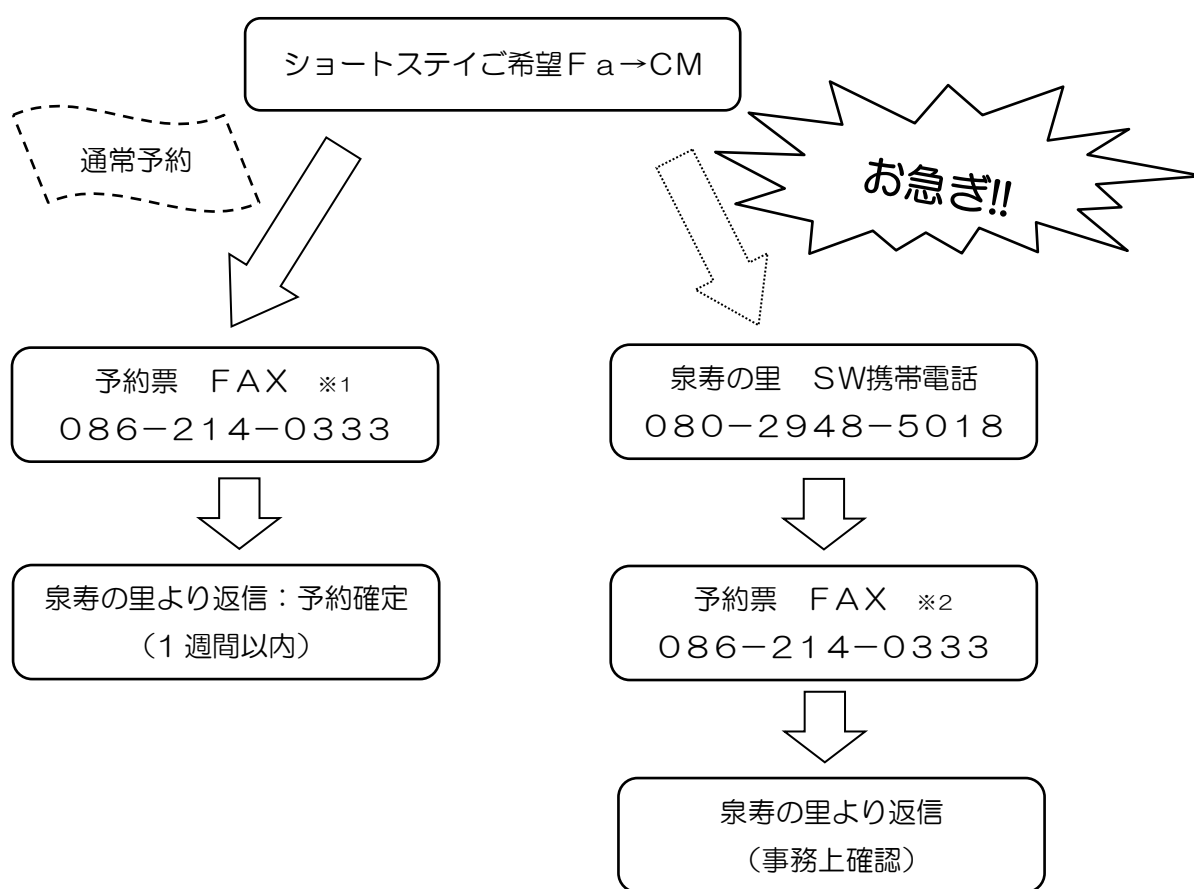 ショートステイご希望Ｆａ→CM
通常予約
お急ぎ!!
予約票　ＦＡＸ　※1
０８６－２１４－０３３３
泉寿の里より返信：予約確定
（1 週間以内）
泉寿の里　ＳＷ携帯電話
０８０－２９４８－５０１８
予約票　ＦＡＸ　※2
０８６－２１４－０３３３
泉寿の里より返信
（事務上確認）